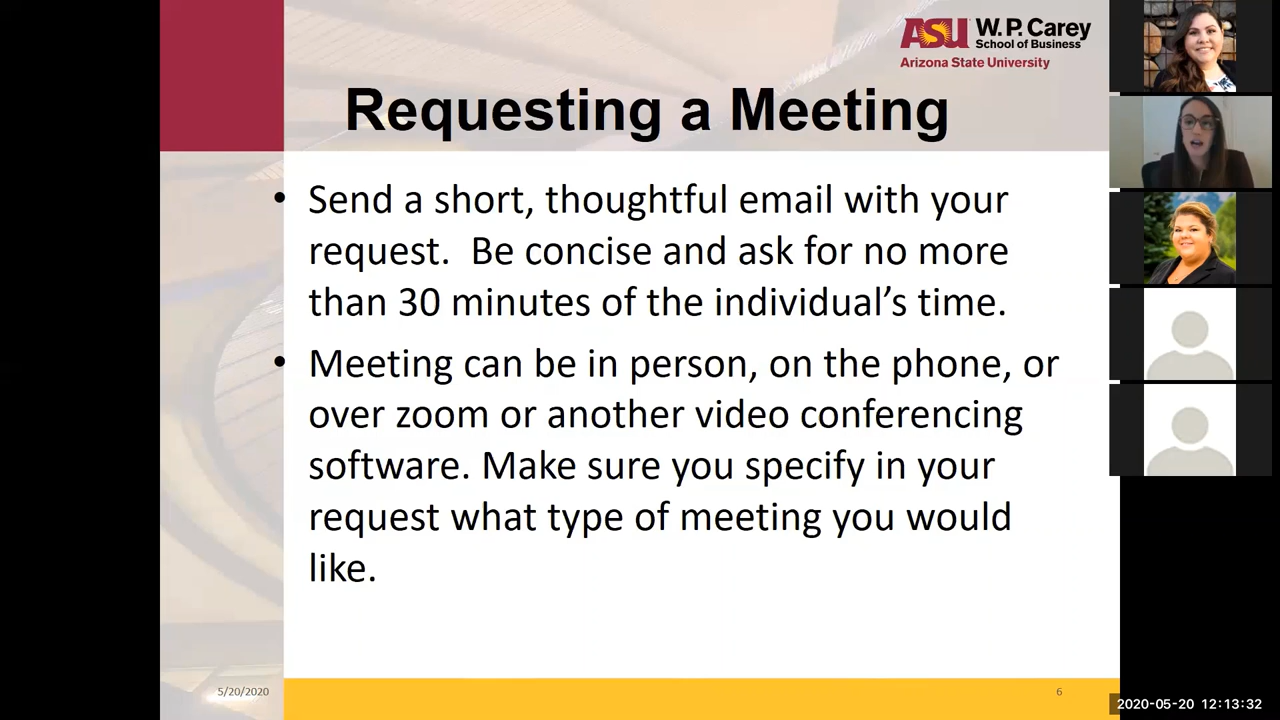 ASU W. P. Carey
School of Business
Arizona State University
Requesting a Meeting
• Send a short, thoughtful email with your
request.  Be concise and ask for no more
than 30 minutes of the individual’s time.
• Meeting can be in person, on the phone, or
over zoom or another video conferencing
software. Make sure you specify in your
request what type of meeting you would
like.
5/20/2020
6
2020-05-20 12:13:32